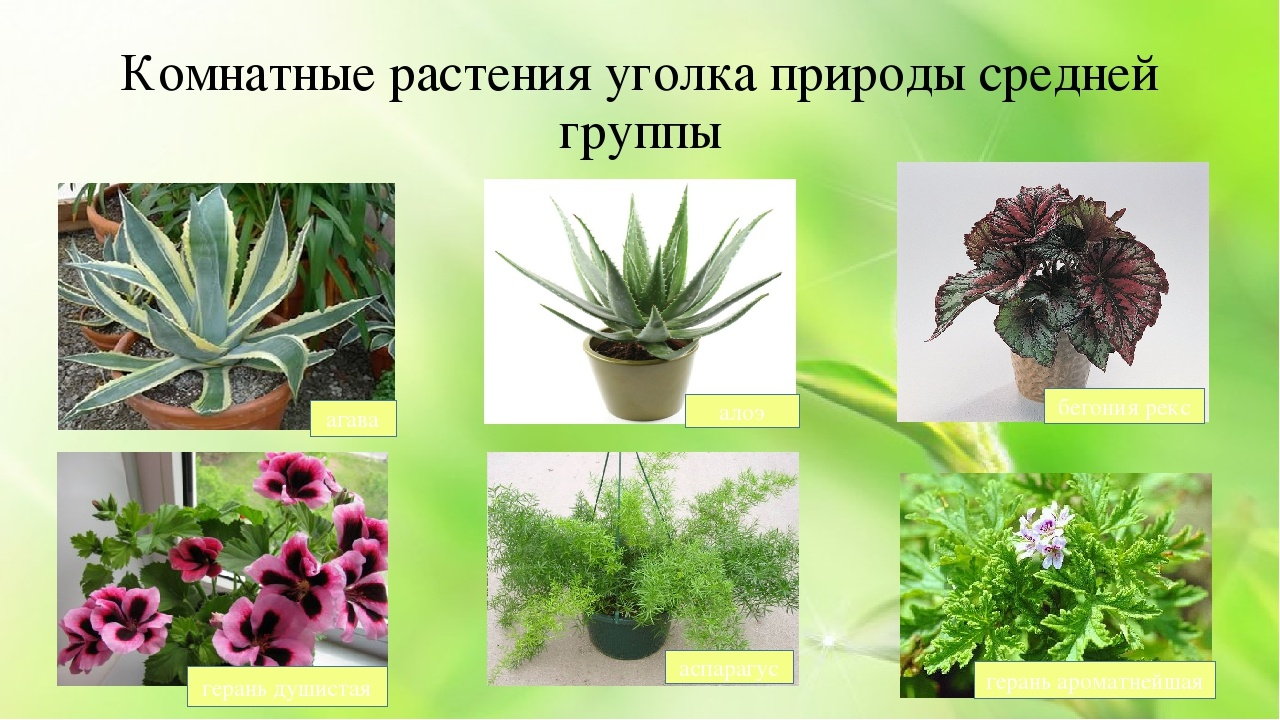 Комнатные растения уголка природы средней
группы
агава
алоэ
бегония рекс
герань душистая
аспарагус
герань ароматнейшая